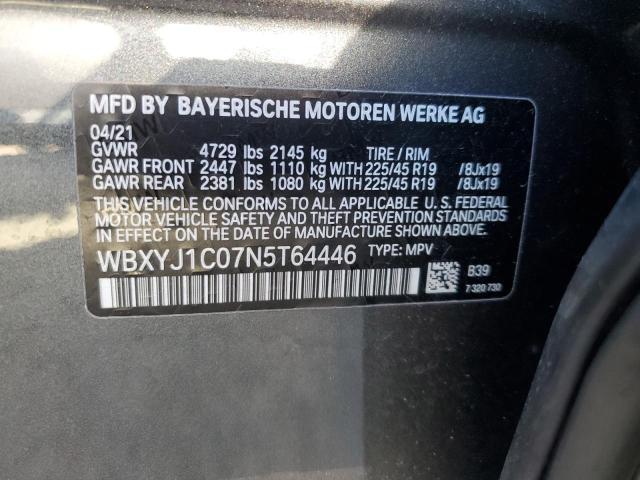 MFD BY BAYERISCHE MOTOREN WERKE AG
04/21
GVWR 4729 lbs 2145 kg TIRE / RIM
GAWR FRONT 2447 lbs 1110 kg WITH 225/45 R19 /8Jx19
GAWR REAR 2381 lbs 1080 kg WITH 225/45 R19 /8Jx19
THIS VEHICLE CONFORMS TO ALL APPLICABLE U. S. FEDERAL
MOTOR VEHICLE SAFETY AND THEFT PREVENTION STANDARDS
IN EFFECT ON THE DATE OF MANUFACTURE SHOWN ABOVE.
WBXYJ1C07N5T64446 TYPE: MPV
B39
7 320 730